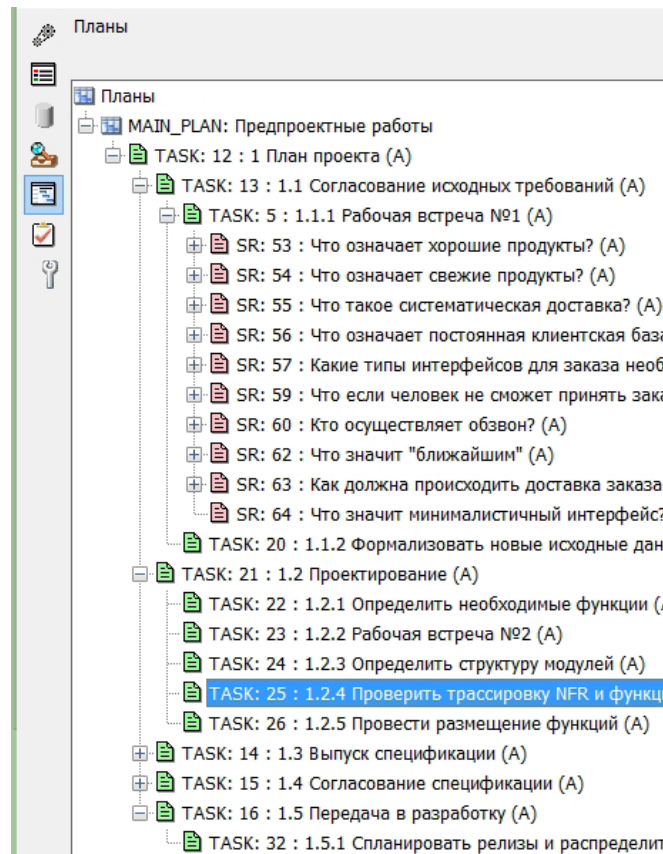 Планы
Планы
MAIN_PLAN: Предпроектные работы
TASK: 12 : 1 План проекта (A)
TASK: 13 : 1.1 Согласование исходных требований (A)
TASK: 5 : 1.1.1 Рабочая встреча №1 (A)
SR: 53 : Что означает хорошие продукты? (A)
SR: 54 : Что означает свежие продукты? (A)
SR: 55 : Что такое систематическая доставка? (A)
SR: 56 : Что означает постоянная клиентская база
SR: 57 : Какие типы интерфейсов для заказа необ
SR: 59 : Что если человек не сможет принять зака
SR: 60 : Кто осуществляет обзвон? (A)
SR: 62 : Что значит "ближайшим" (A)
SR: 63 : Как должна происходить доставка заказа
SR: 64 : Что значит минималистичный интерфейс?
TASK: 20 : 1.1.2 Формализовать новые исходные дан
TASK: 21 : 1.2 Проектирование (A)
TASK: 22 : 1.2.1 Определить необходимые функции (A
TASK: 23 : 1.2.2 Рабочая встреча №2 (A)
TASK: 24 : 1.2.3 Определить структуру модулей (A)
TASK: 25 : 1.2.4 Проверить трассировку NFR и функци
TASK: 26 : 1.2.5 Провести размещение функций (A)
TASK: 14 : 1.3 Выпуск спецификации (A)
TASK: 15 : 1.4 Согласование спецификации (A)
TASK: 16 : 1.5 Передача в разработку (A)
TASK: 32 : 1.5.1 Спланировать релизы и распределит